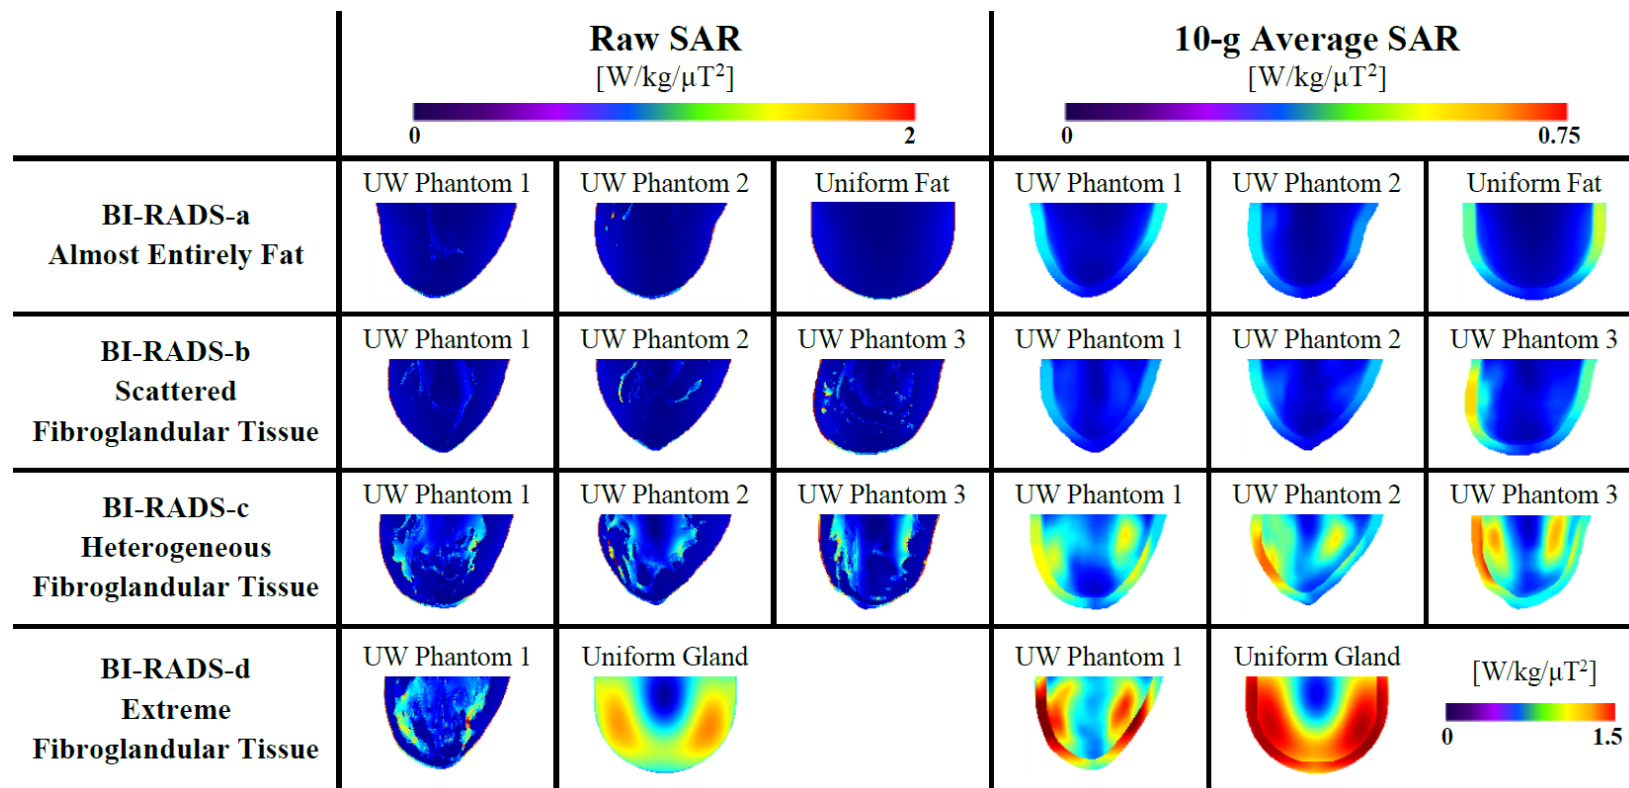 Raw SAR
[W/kg/µT²]
0 2
10-g Average SAR
[W/kg/µT²]
0 0.75
BI-RADS-a
Almost Entirely Fat
UW Phantom 1
UW Phantom 2
Uniform Fat
UW Phantom 1
UW Phantom 2
Uniform Fat
BI-RADS-b
Scattered
Fibroglandular Tissue
UW Phantom 1
UW Phantom 2
UW Phantom 3
UW Phantom 1
UW Phantom 2
UW Phantom 3
BI-RADS-c
Heterogeneous
Fibroglandular Tissue
UW Phantom 1
UW Phantom 2
UW Phantom 3
UW Phantom 1
UW Phantom 2
UW Phantom 3
BI-RADS-d
Extreme
Fibroglandular Tissue
UW Phantom 1
Uniform Gland
UW Phantom 1
Uniform Gland
[W/kg/µT²]
0 1.5